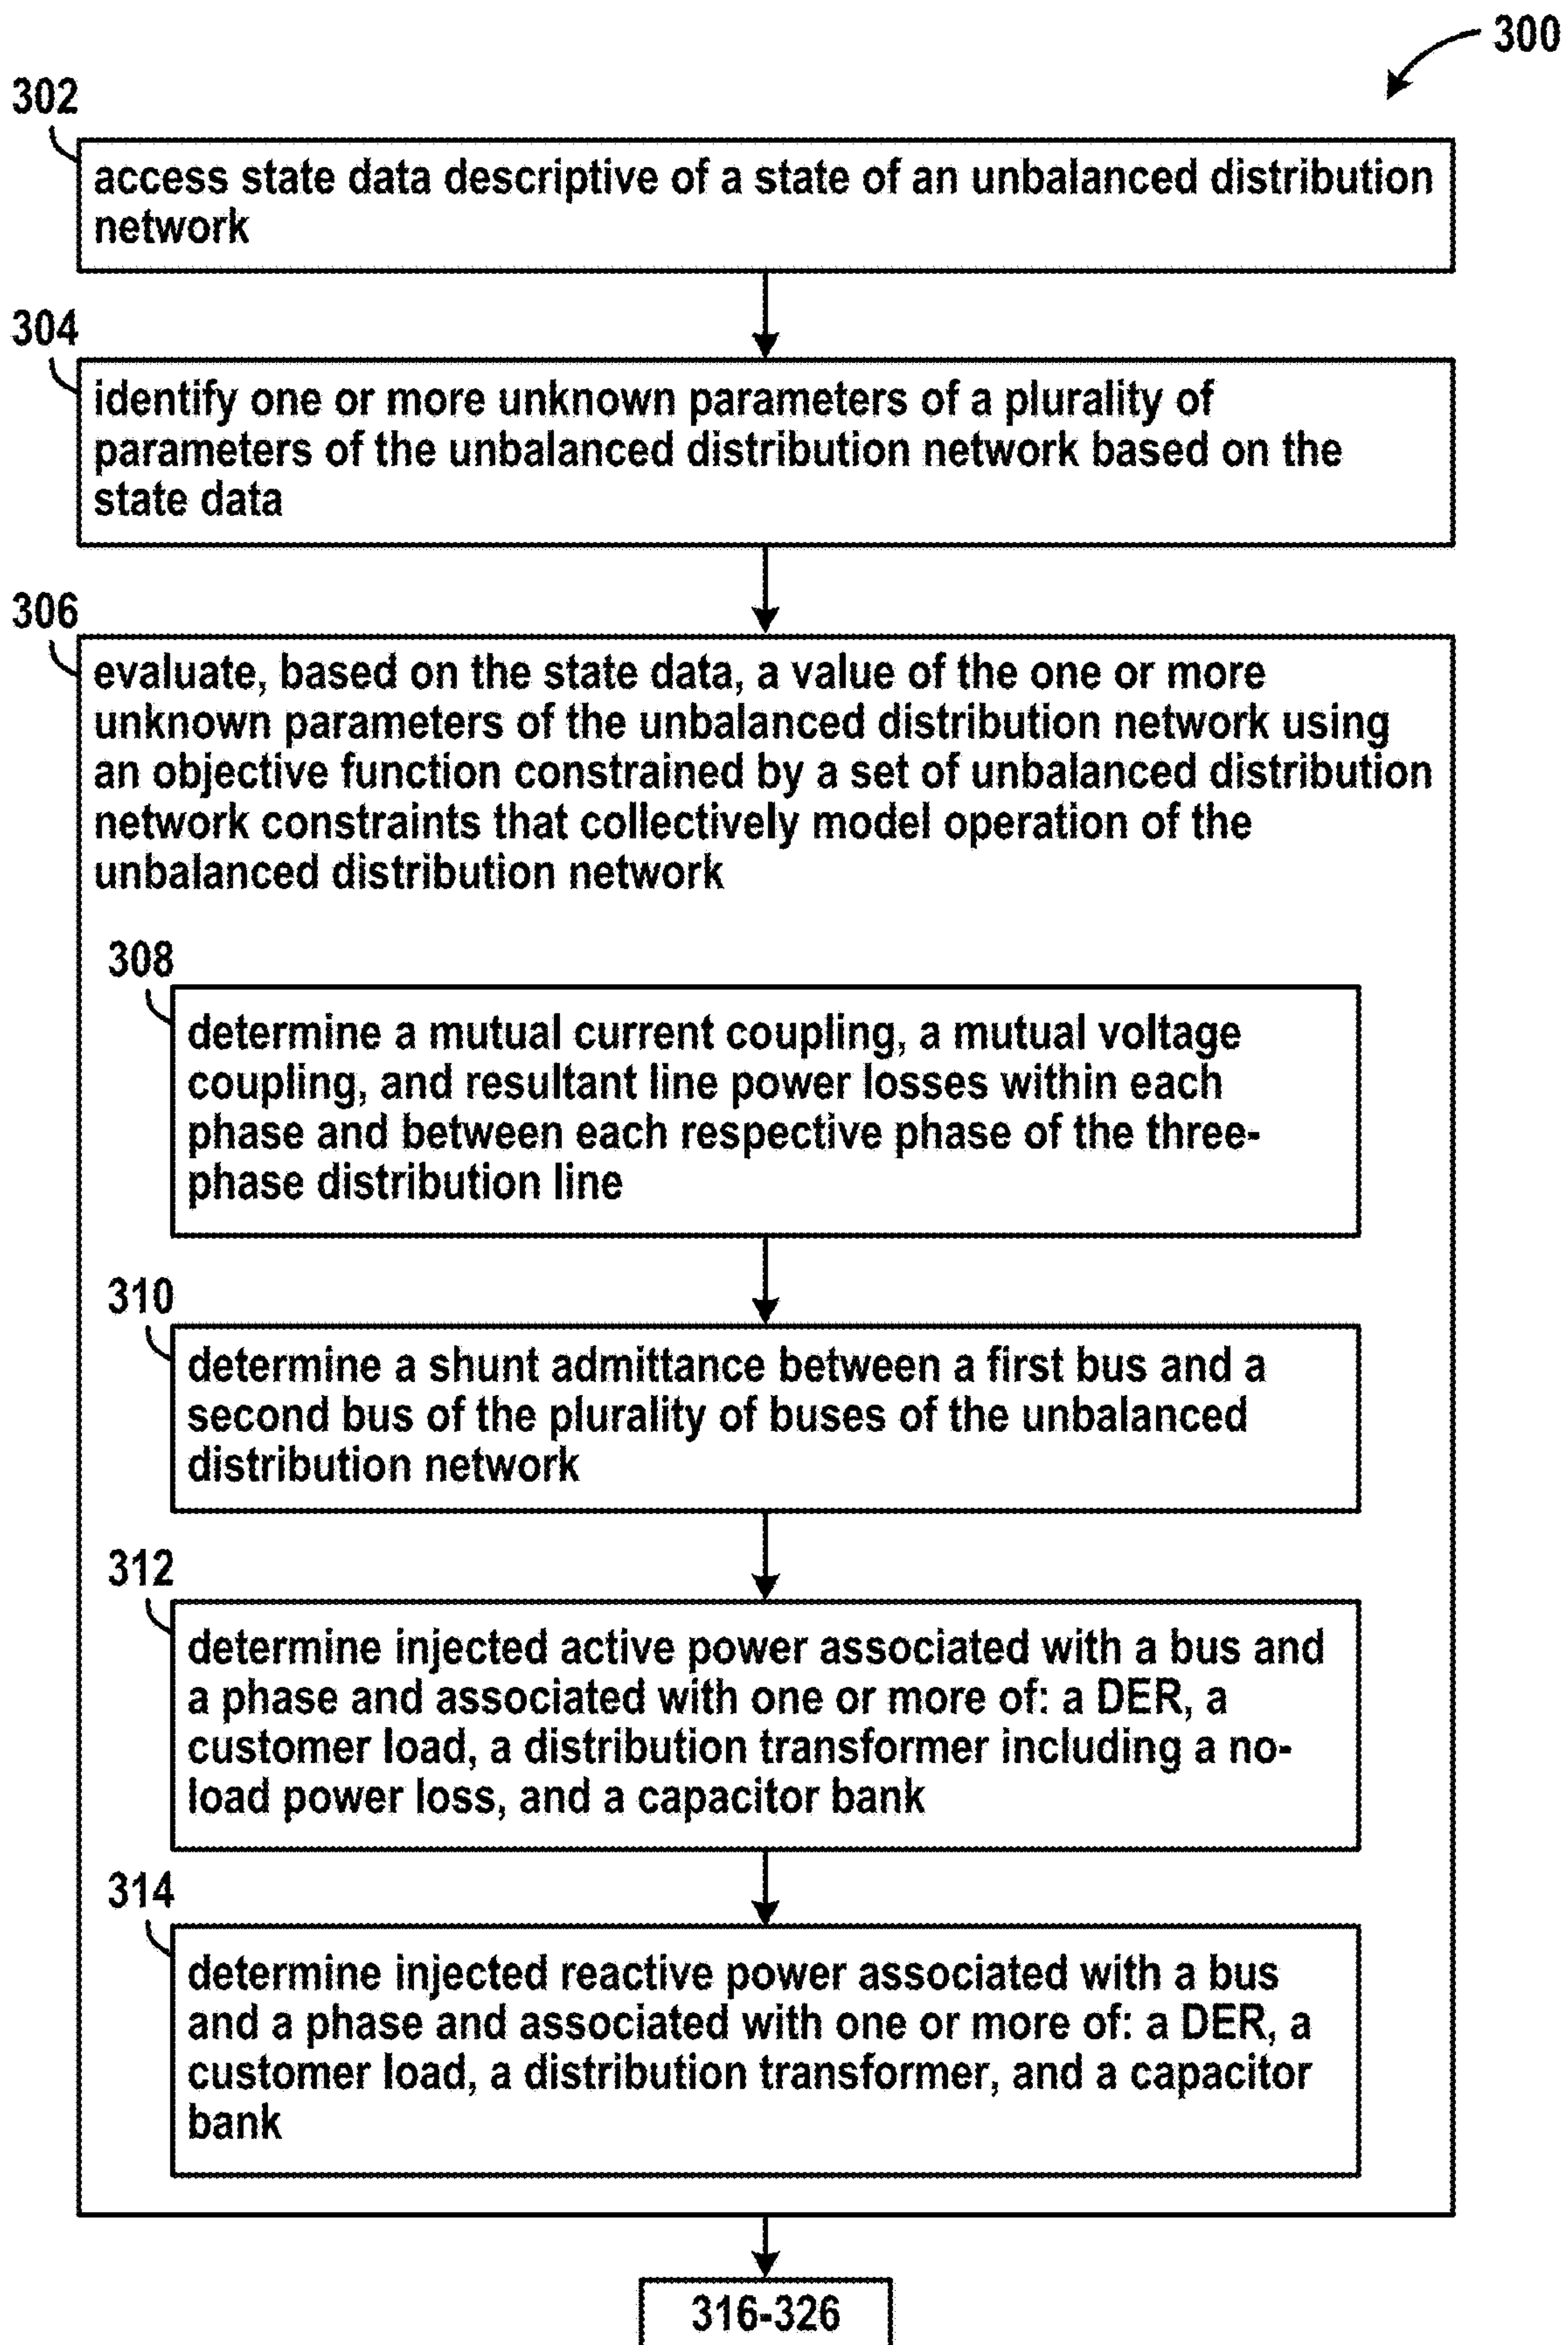 300
302
access state data descriptive of a state of an unbalanced distribution
network
304
identify one or more unknown parameters of a plurality of
parameters of the unbalanced distribution network based on the
state data
306
evaluate, based on the state data, a value of the one or more
unknown parameters of the unbalanced distribution network using
an objective function constrained by a set of unbalanced distribution
network constraints that collectively model operation of the
unbalanced distribution network
308
determine a mutual current coupling, a mutual voltage
coupling, and resultant line power losses within each
phase and between each respective phase of the three-
phase distribution line
310
determine a shunt admittance between a first bus and a
second bus of the plurality of buses of the unbalanced
distribution network
312
determine injected active power associated with a bus and
a phase and associated with one or more of: a DER, a
customer load, a distribution transformer including a no-
load power loss, and a capacitor bank
314
determine injected reactive power associated with a bus
and a phase and associated with one or more of: a DER, a
customer load, a distribution transformer, and a capacitor
bank
316-326